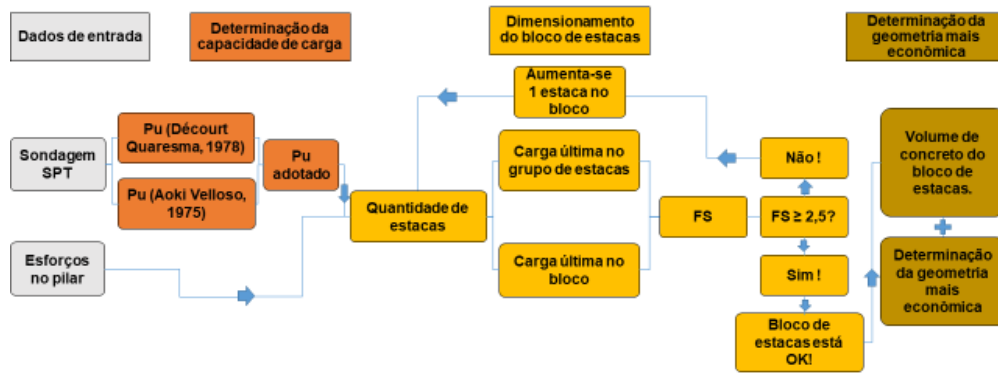 Dados de entrada
Determinação da
capacidade de carga
Dimensionamento
do bloco de estacas
Determinação da
geometria mais
econômica
Sondagem
SPT
Esforços
no pilar
Pu (Décourt
Quaresma, 1978)
Pu (Aoki Velloso,
1975)
Pu
adotado
Quantidade de
estacas
Aumenta-se
1 estaca no
bloco
Carga última no
grupo de estacas
Carga última no
bloco
FS
Não !
FS ≥ 2,5?
Sim !
Bloco de
estacas está
OK!
Volume de
concreto do
bloco de
estacas.
Determinação
da geometria
mais
econômica